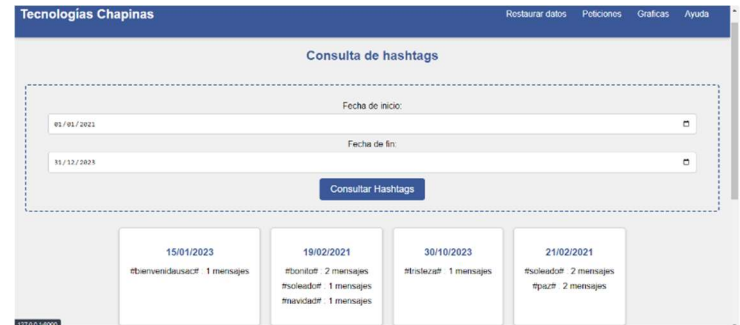 Tecnologías Chapinas
Restaurar datos Peticiones Graficas Ayuda
Consulta de hashtags
Fecha de inicio:
01/01/2021
Fecha de fin:
31/12/2023
Consultar Hashtags
15/01/2023
#bienvenidausac# : 1 mensajes
19/02/2021
#bonito# : 2 mensajes
#soleado# : 1 mensajes
#navidad# : 1 mensajes
30/10/2023
#tristeza# : 1 mensajes
21/02/2021
#soleado# : 2 mensajes
#paz# : 2 mensajes